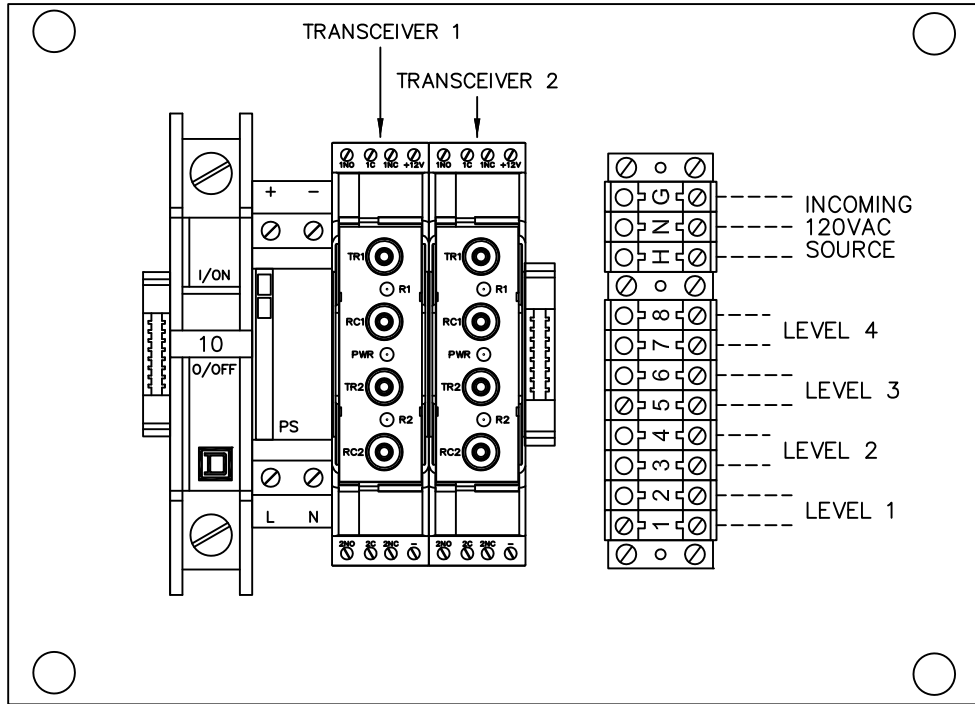 TRANSCEIVER 1
TRANSCEIVER 2
1NO 1C 1NC +12V
1NO 1C 1NC +12V
+ −
I/ON
10
O/OFF
PS
L N
TR1
R1
RC1
PWR
TR2
R2
RC2
TR1
R1
RC1
PWR
TR2
R2
RC2
2NO 2C 2NC −
2NO 2C 2NC −
G
N
H
INCOMING
120VAC
SOURCE
8
7
LEVEL 4
6
5
LEVEL 3
4
3
LEVEL 2
2
1
LEVEL 1